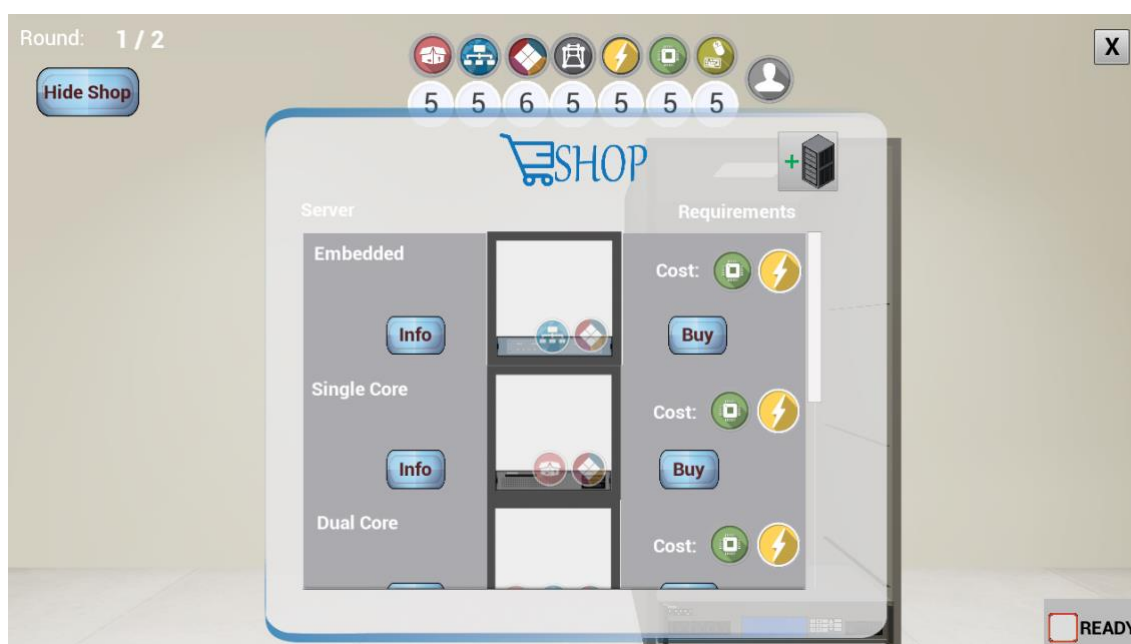 Round: 1 / 2
X
Hide Shop
5 5 6 5 5 5 5
SHOP
+
Server Requirements
Embedded
Cost:
Info Buy
Single Core
Cost:
Info Buy
Dual Core
Cost:
READY